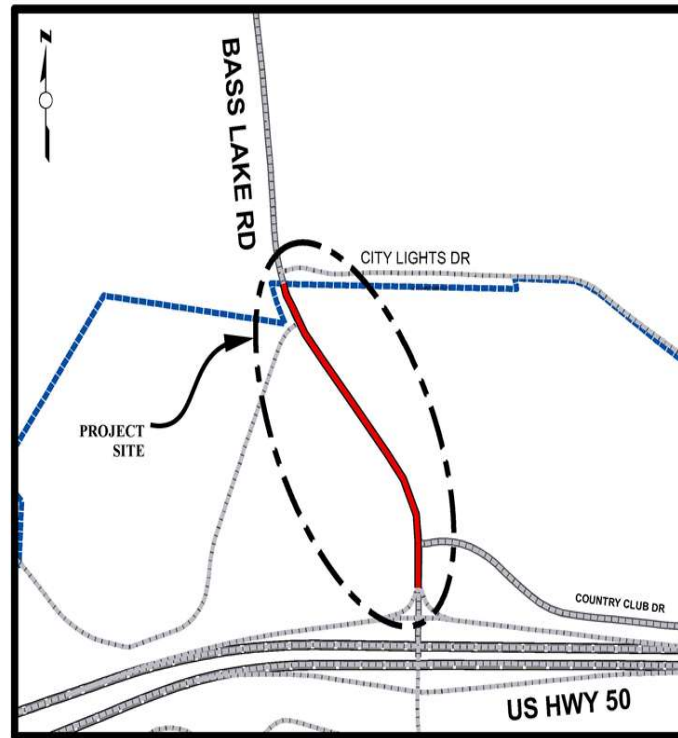 N
BASS LAKE RD
CITY LIGHTS DR
PROJECT
SITE
COUNTRY CLUB DR
US HWY 50